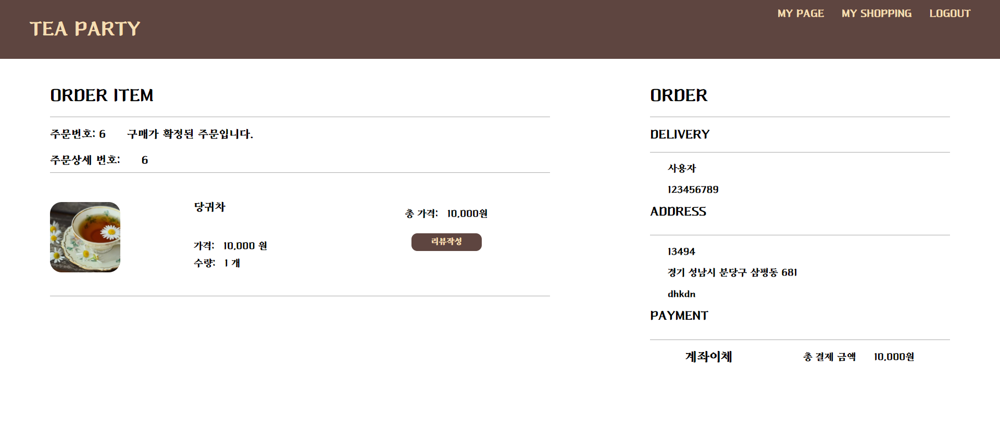 TEA PARTY
MY PAGE MY SHOPPING LOGOUT
ORDER ITEM
주문번호: 6 구매가 확정된 주문입니다.
주문상세 번호: 6
당귀차
가격: 10,000 원
수량: 1 개
총 가격: 10,000원
리뷰작성
ORDER
DELIVERY
사용자
123456789
ADDRESS
13494
경기 성남시 분당구 삼평동 681
dhkdn
PAYMENT
계좌이체 총 결제 금액 10,000원